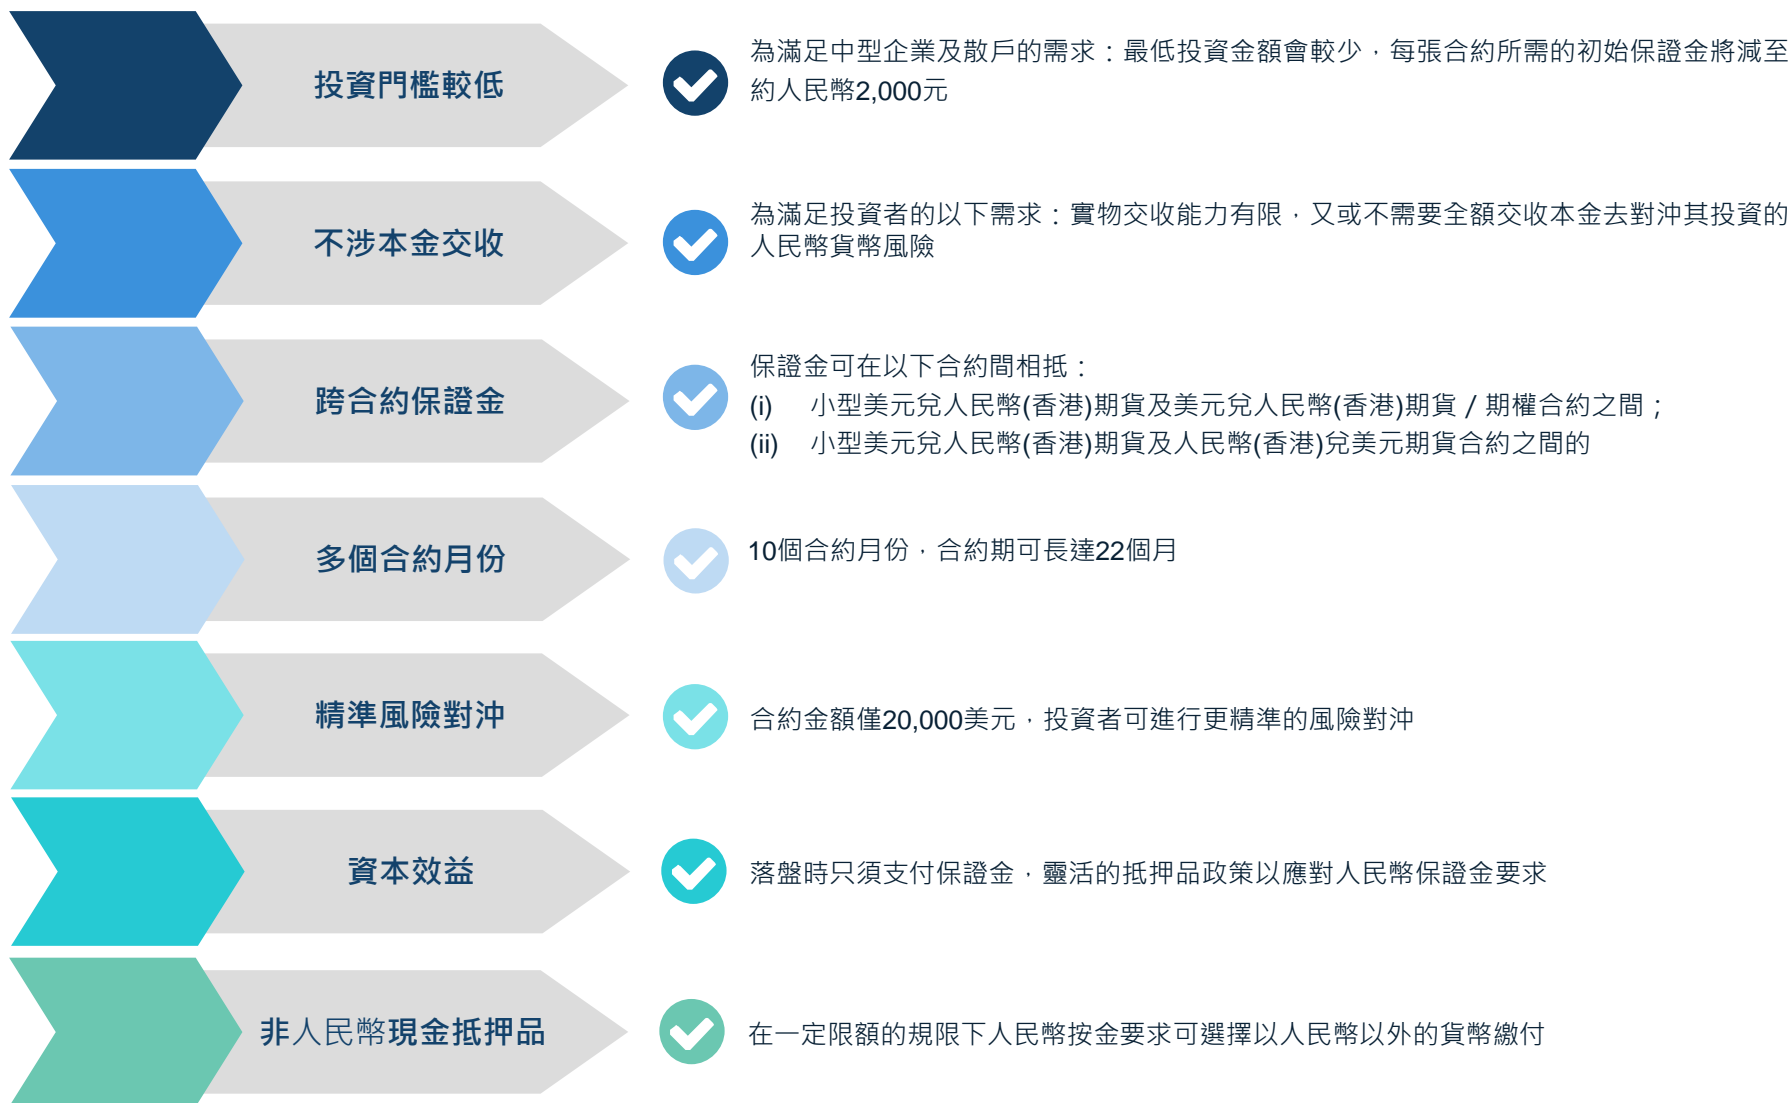 投資門檻較低
為滿足中型企業及散戶的需求：最低投資金額會較少，每張合約所需的初始保證金將減至
約人民幣2,000元
不涉本金交收
為滿足投資者的以下需求：實物交收能力有限，又或不需要全額交收本金去對沖其投資的
人民幣貨幣風險
跨合約保證金
保證金可在以下合約間相抵：
(i) 小型美元兌人民幣(香港)期貨及美元兌人民幣(香港)期貨／期權合約之間；
(ii) 小型美元兌人民幣(香港)期貨及人民幣(香港)兌美元期貨合約之間的
多個合約月份
10個合約月份，合約期可長達22個月
精準風險對沖
合約金額僅20,000美元，投資者可進行更精準的風險對沖
資本效益
落盤時只須支付保證金，靈活的抵押品政策以應對人民幣保證金要求
非人民幣現金抵押品
在一定限額的規限下人民幣按金要求可選擇以人民幣以外的貨幣繳付